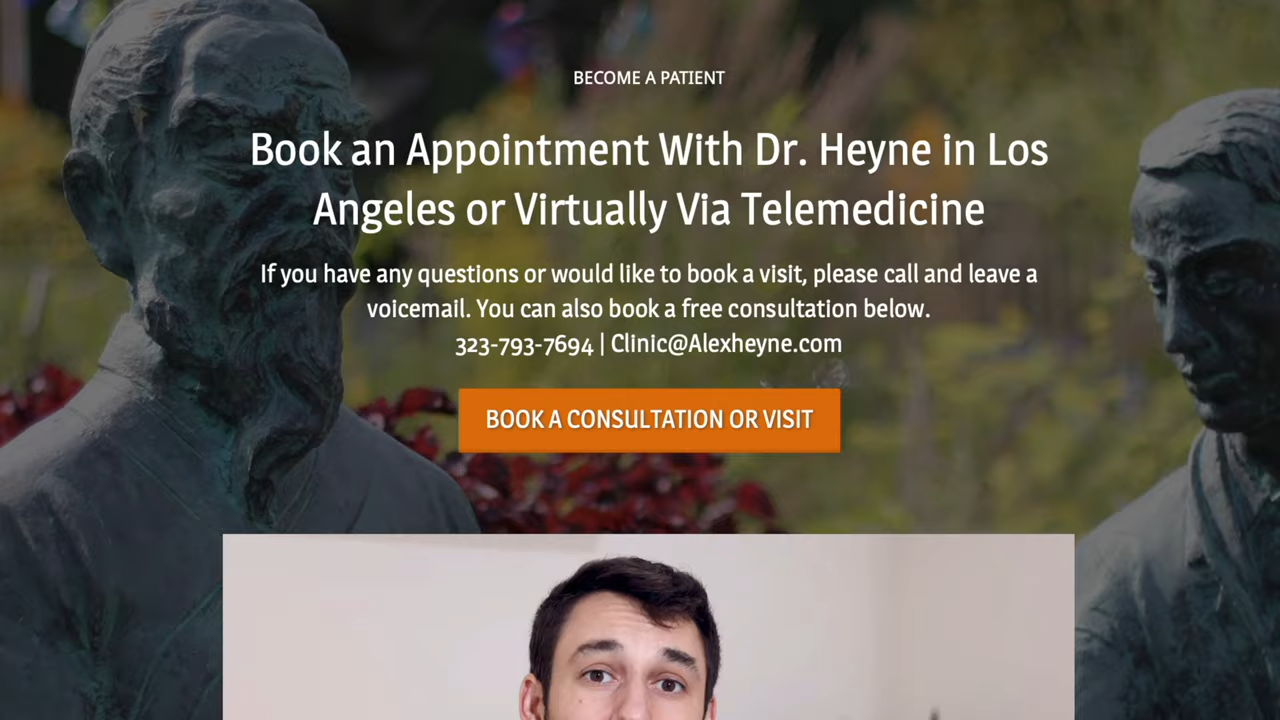 BECOME A PATIENT
Book an Appointment With Dr. Heyne in Los
Angeles or Virtually Via Telemedicine
If you have any questions or would like to book a visit, please call and leave a
voicemail. You can also book a free consultation below.
323-793-7694 | Clinic@Alexheyne.com
BOOK A CONSULTATION OR VISIT